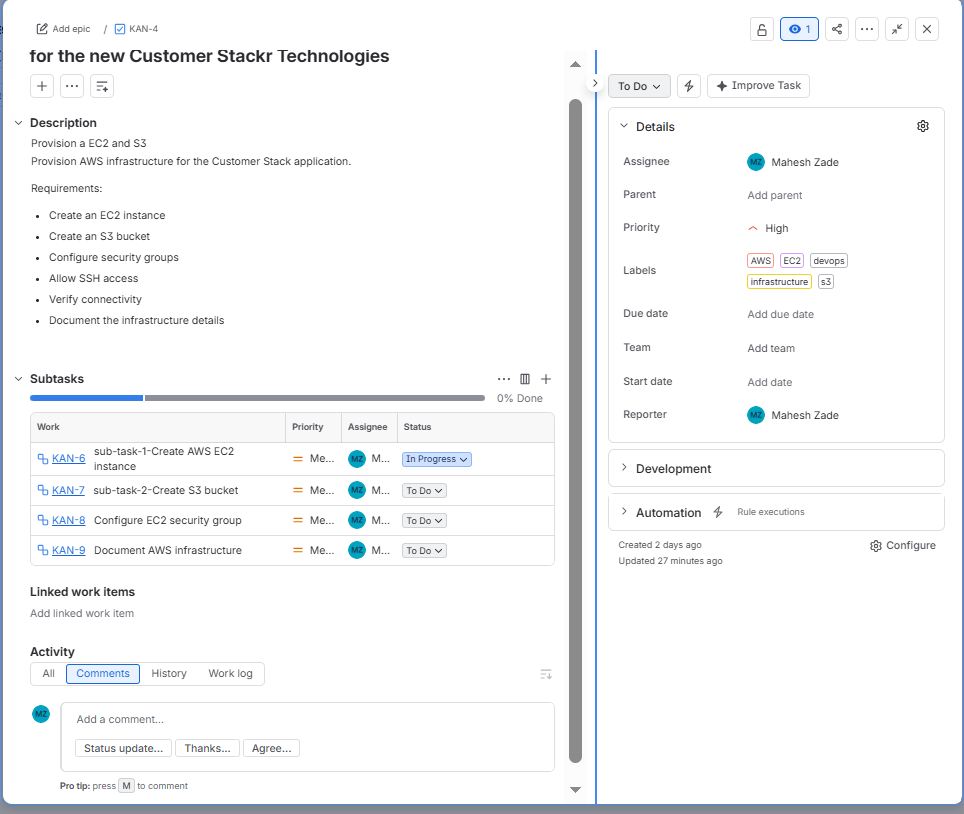 Add epic / KAN-4
1
for the new Customer Stackr Technologies
Description
Provision a EC2 and S3
Provision AWS infrastructure for the Customer Stack application.
Requirements:
• Create an EC2 instance
• Create an S3 bucket
• Configure security groups
• Allow SSH access
• Verify connectivity
• Document the infrastructure details
Subtasks
0% Done
Work Priority Assignee Status
KAN-6 sub-task-1-Create AWS EC2
instance
Me... MZ M... In Progress
KAN-7 sub-task-2-Create S3 bucket Me... MZ M... To Do
KAN-8 Configure EC2 security group Me... MZ M... To Do
KAN-9 Document AWS infrastructure Me... MZ M... To Do
Linked work items
Add linked work item
Activity
All Comments History Work log
MZ
Add a comment...
Status update... Thanks... Agree...
Pro tip: press M to comment
To Do Improve Task
Details
Assignee MZ Mahesh Zade
Parent Add parent
Priority High
Labels AWS EC2 devops
infrastructure s3
Due date Add due date
Team Add team
Start date Add date
Reporter MZ Mahesh Zade
Development
Automation Rule executions
Created 2 days ago Configure
Updated 27 minutes ago